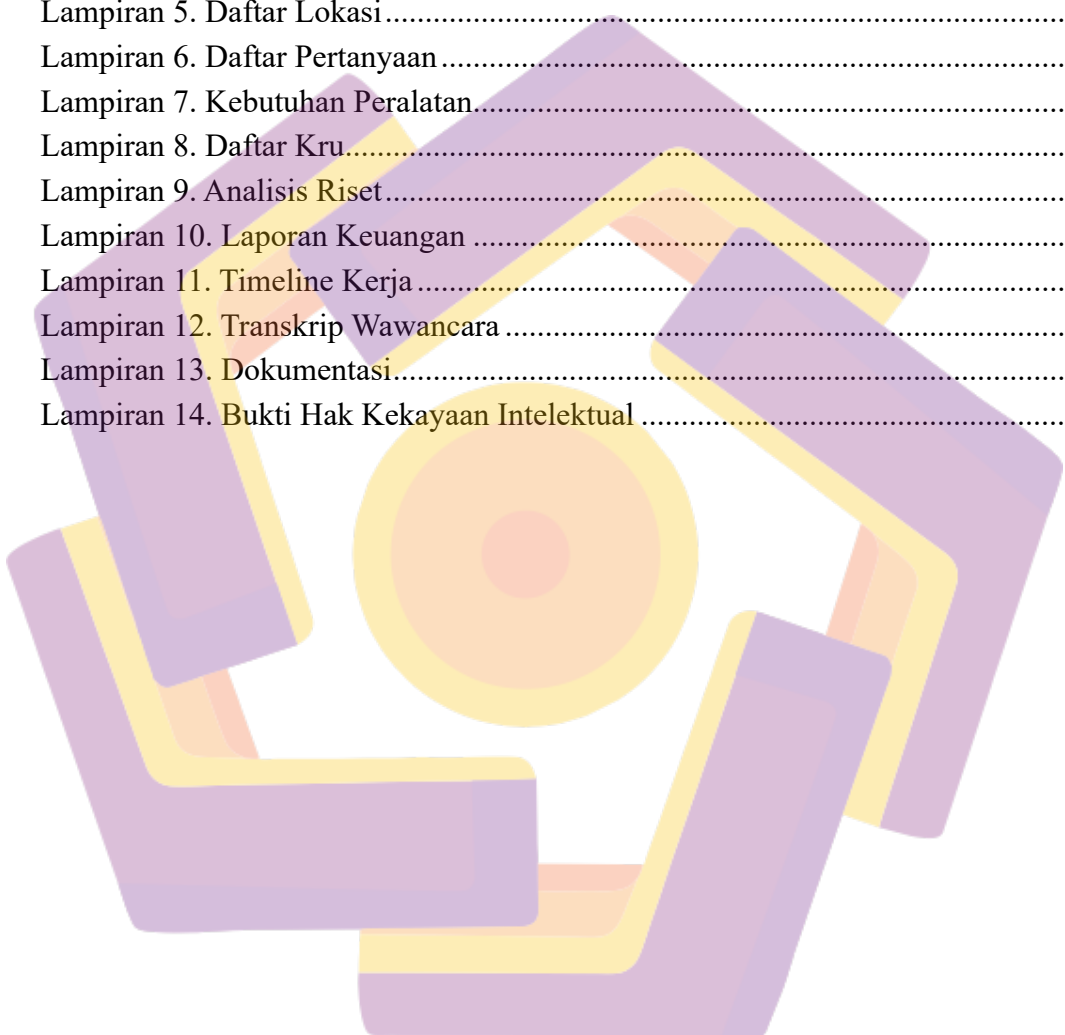 Lampiran 5. Daftar Lokasi........................................................................................
Lampiran 6. Daftar Pertanyaan................................................................................
Lampiran 7. Kebutuhan Peralatan............................................................................
Lampiran 8. Daftar Kru.............................................................................................
Lampiran 9. Analisis Riset........................................................................................
Lampiran 10. Laporan Keuangan ............................................................................
Lampiran 11. Timeline Kerja....................................................................................
Lampiran 12. Transkrip Wawancara ........................................................................
Lampiran 13. Dokumentasi.......................................................................................
Lampiran 14. Bukti Hak Kekayaan Intelektual .......................................................